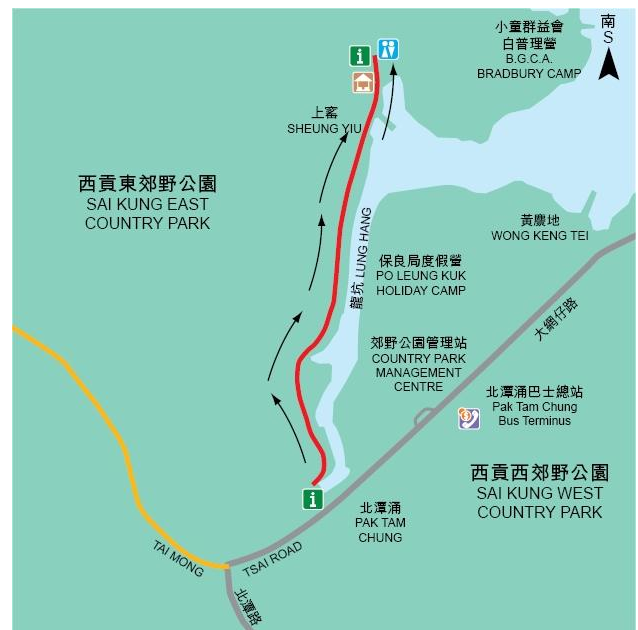 小童群益會
白普理營
B.G.C.A.
BRADBURY CAMP
南
S
上窰
SHEUNG YIU
西貢東郊野公園
SAI KUNG EAST
COUNTRY PARK
黃麖地
WONG KENG TEI
龍坑 LUNG HANG
保良局度假營
PO LEUNG KUK
HOLIDAY CAMP
大網仔路
郊野公園管理站
COUNTRY PARK
MANAGEMENT
CENTRE
北潭涌巴士總站
Pak Tam Chung
Bus Terminus
西貢西郊野公園
SAI KUNG WEST
COUNTRY PARK
北潭涌
PAK TAM
CHUNG
TAI MONG
TSAI ROAD
北潭路
i
i